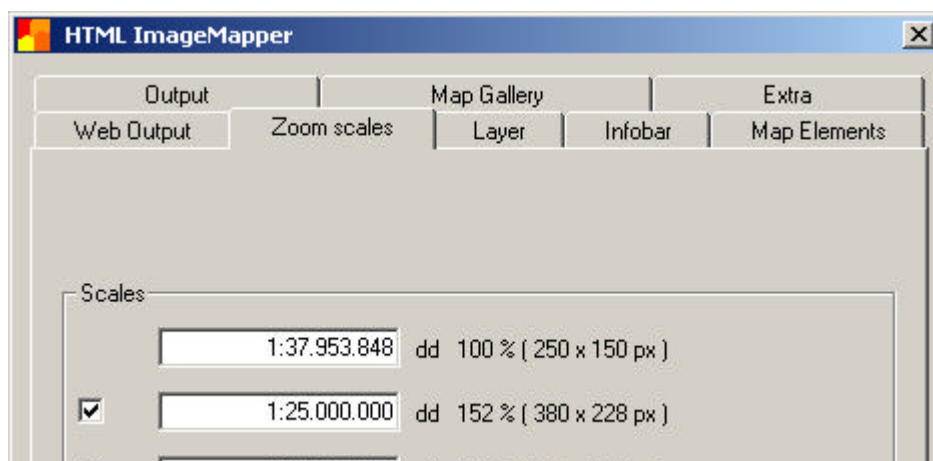 HTML ImageMapper
Output Map Gallery Extra
Web Output Zoom scales Layer Infobar Map Elements
Scales
1:37.953.848 dd 100 % ( 250 x 150 px )
1:25.000.000 dd 152 % ( 380 x 228 px )